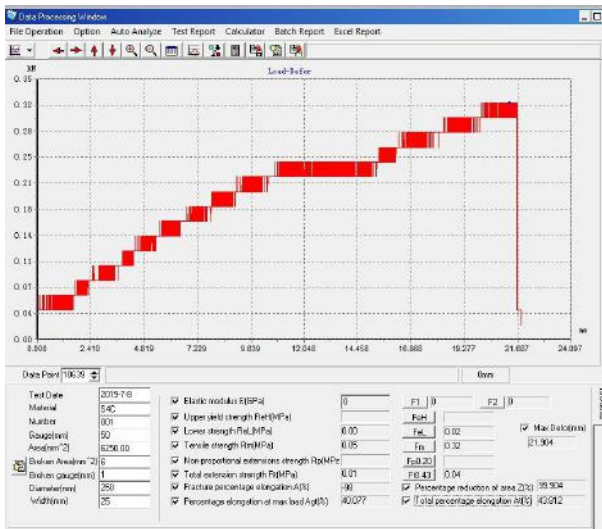 Data Processing Window
File Operation Option Auto Analyze Test Report Calculator Batch Report Excel Report
Load-Defor
kN
0.35
0.32
0.28
0.25
0.21
0.18
0.14
0.11
0.07
0.04
0.00
0.000 2.410 4.819 7.229 9.639 12.048 14.458 16.868 19.277 21.687 24.097
mm
Data Point 10639 0mm
Test Date 2019-7-8
Material S4C
Number 801
Gauge(mm) 50
Area(mm^2) 6250.00
Broken Area(mm^2) 6
Broken gauge(mm) 1
Diameter(mm) 250
Width(mm) 25
Elastic modulus E(GPa) 0
Upper yield strength ReH(MPa)
Lower strength ReL(MPa) 0.00
Tensile strength Rm(MPa) 0.05
Non-proportional extensions strength Rp(MPa
Total extension strength Rt(MPa) 0.01
Fracture percentage elongation A(%) -98
Percentage elongation at max load Agt(%) 40.077
F1 0 F2 0
FeH
FeL 0.02
Fm 0.32
Fp0.20
Ft0.43 0.04
Max Defor(mm)
21.904
Percentage reduction of area Z(%) 99.904
Total percentage elongation At(%) 43.812